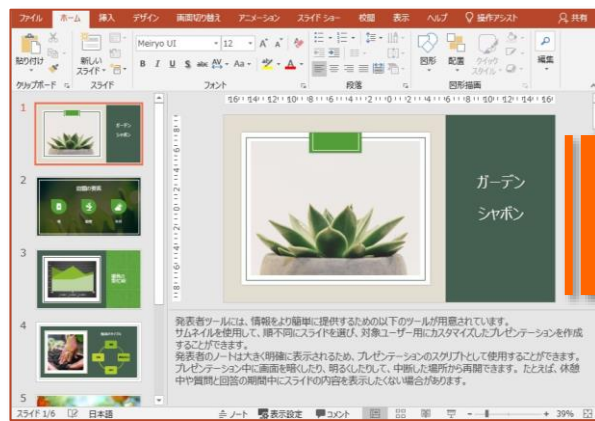 ファイル ホーム 挿入 デザイン 画面切り替え アニメーション スライド ショー 校閲 表示 ヘルプ 操作アシスト 共有
Meiryo UI 12 A A
貼り付け 新しい スライド 図形 配置 クイック スタイル 編集
B I U S abc AV Aa A
クリップボード スライド フォント 段落 図形描画
1
ガーデン
シャボン
2
3
4
5
ガーデン
シャボン
発表者ツールには、情報をより簡単に提供するための以下のツールが用意されています。
サムネイルを使用して、順不同にスライドを選び、対象ユーザー用にカスタマイズしたプレゼンテーションを作成
することができます。
発表者のノートは大きく明確に表示されるため、プレゼンテーションのスクリプトとして使用することができます。
プレゼンテーション中に画面を暗くしたり、明るくしたりして、中断した場所から再開できます。たとえば、休憩
中や質問と回答の期間中にスライドの内容を表示したくない場合があります。
スライド 1/6 日本語 ノート 表示設定 コメント 39%